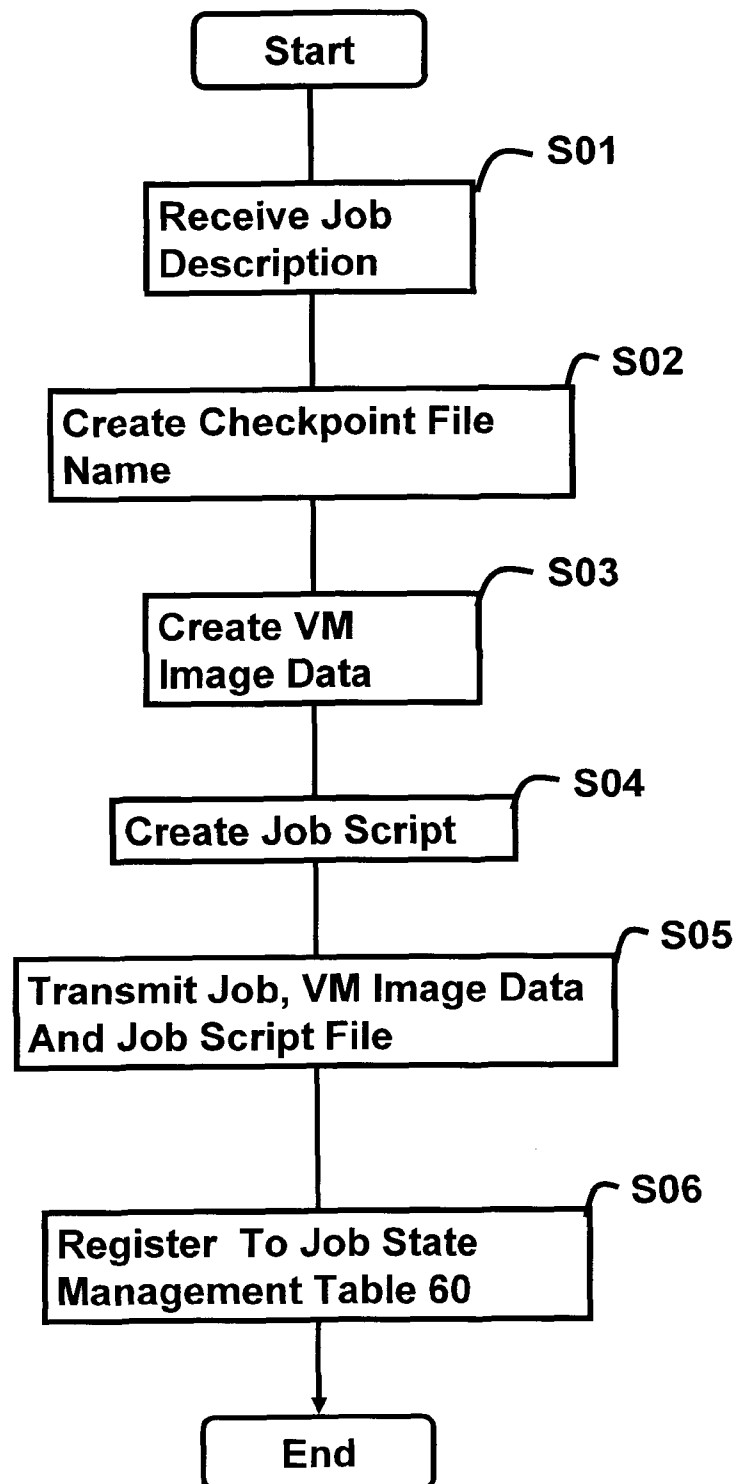 Start
S01
Receive Job
Description
S02
Create Checkpoint File
Name
S03
Create VM
Image Data
S04
Create Job Script
S05
Transmit Job, VM Image Data
And Job Script File
S06
Register To Job State
Management Table 60
End